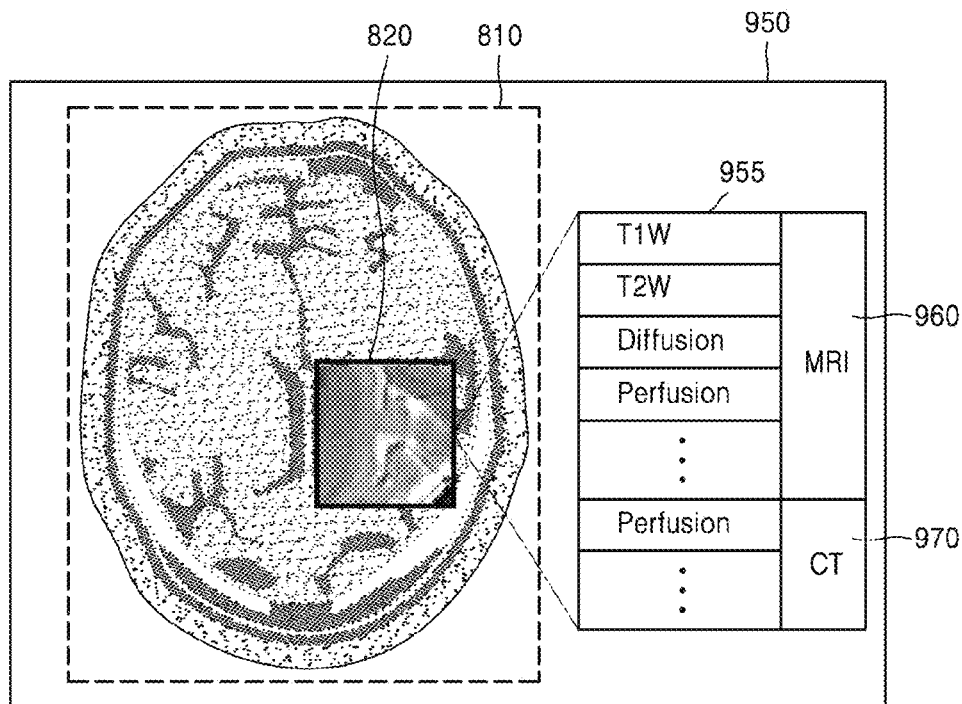 820
810
950
955
T1W
T2W
Diffusion
Perfusion
MRI
960
Perfusion
CT
970